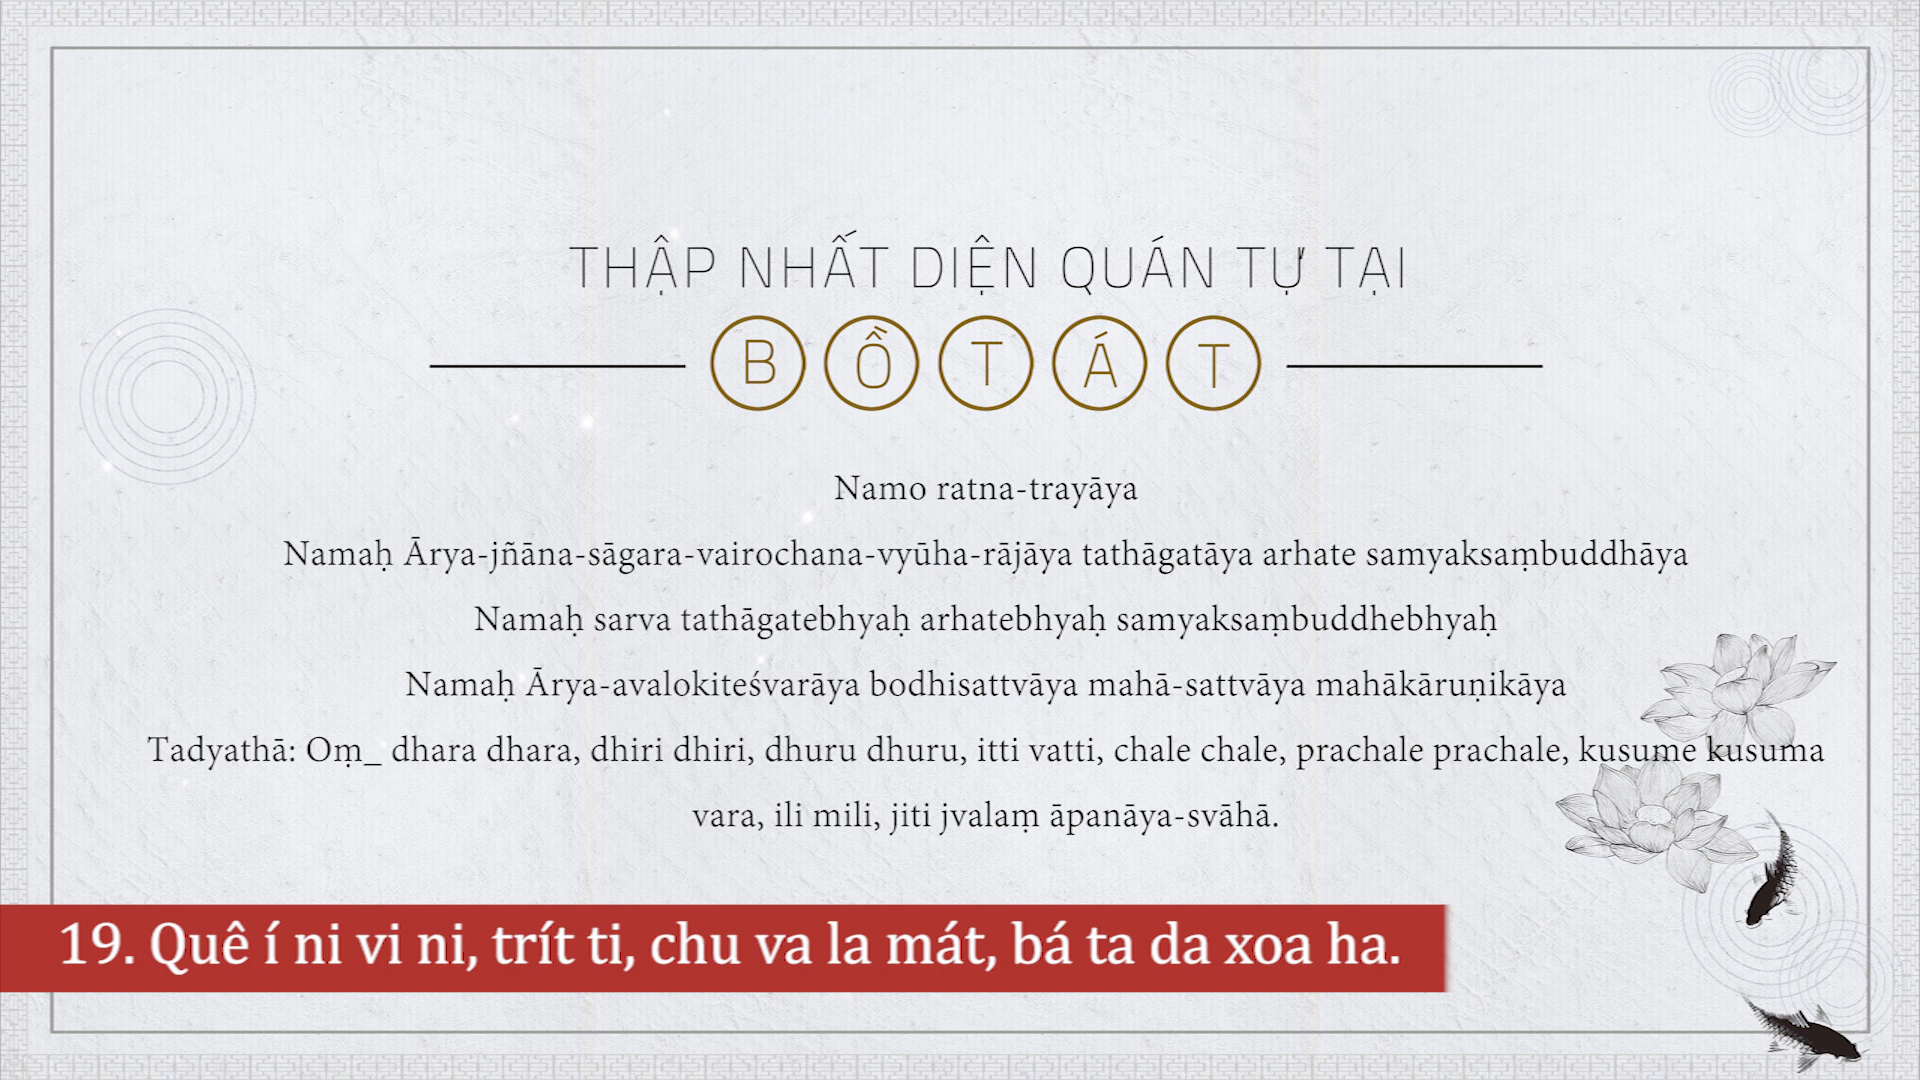 THẬP NHẤT DIỆN QUÁN TỰ TẠI
BỒ TÁT
Namo ratna-trayāya
Namaḥ Ārya-jñāna-sāgara-vairochana-vyūha-rājāya tathāgatāya arhate samyaksaṃbuddhāya
Namaḥ sarva tathāgatebhyaḥ arhatebhyaḥ samyaksaṃbuddhebhyaḥ
Namaḥ Ārya-avalokiteśvarāya bodhisattvāya mahā-sattvāya mahākāruṇikāya
Tadyathā: Oṃ_ dhara dhara, dhiri dhiri, dhuru dhuru, itti vatti, chale chale, prachale prachale, kusume kusuma
vara, ili mili, jiti jvalaṃ āpanāya-svāhā.
19. Quê í ni vi ni, trít ti, chu va la mát, bá ta da xoa ha.